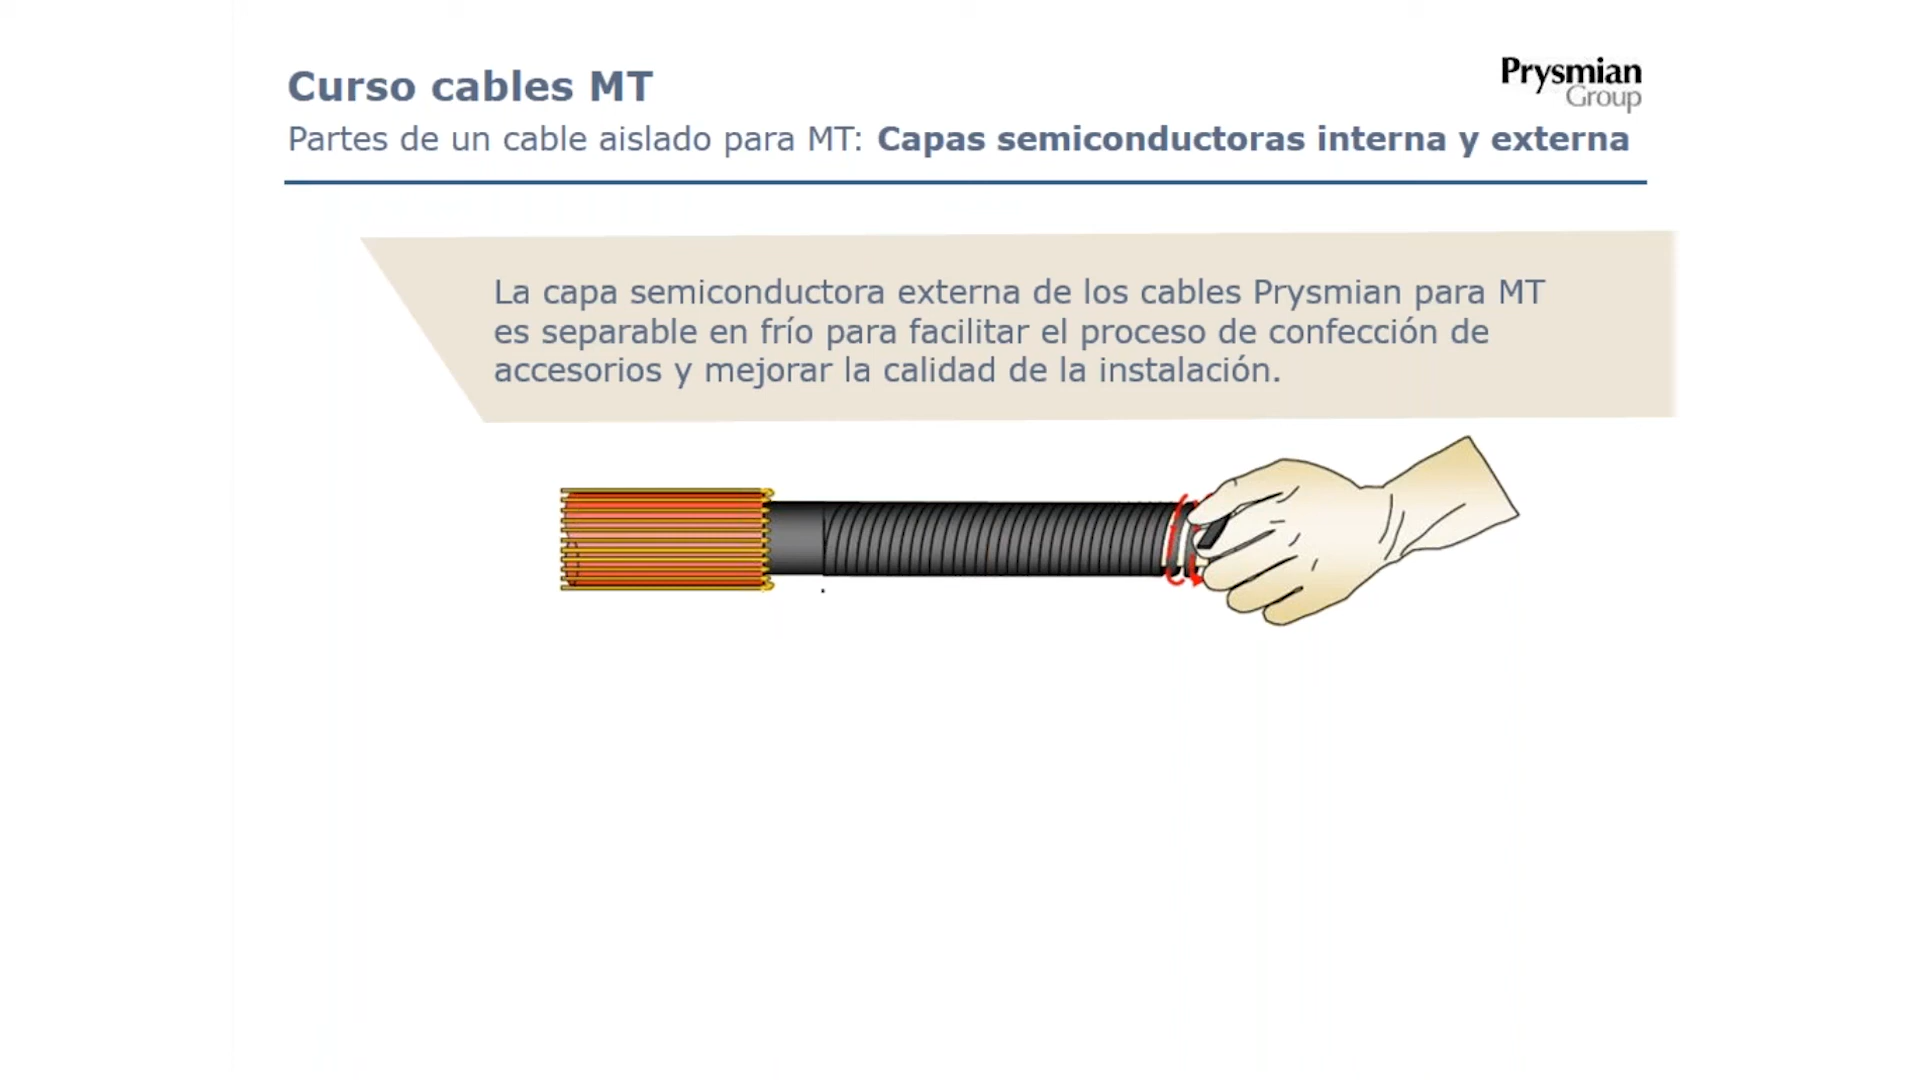 Curso cables MT
Prysmian
Group
Partes de un cable aislado para MT: Capas semiconductoras interna y externa
La capa semiconductora externa de los cables Prysmian para MT
es separable en frío para facilitar el proceso de confección de
accesorios y mejorar la calidad de la instalación.